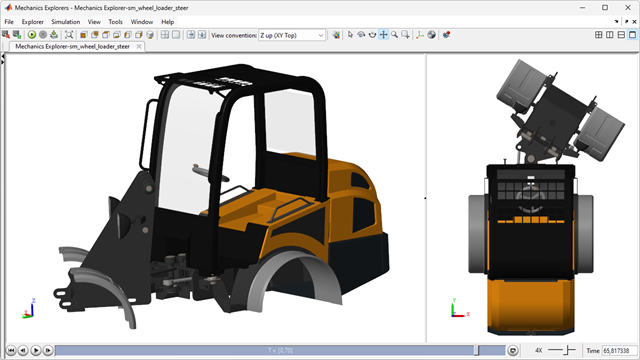 Mechanics Explorers - Mechanics Explorer-sm_wheel_loader_steer
Explorer Simulation View Tools Window Help
View convention: Z up (XY Top)
Mechanics Explorer-sm_wheel_loader_steer
Z
X
Y
X
T = [0,70]
4X
Time 65,817338